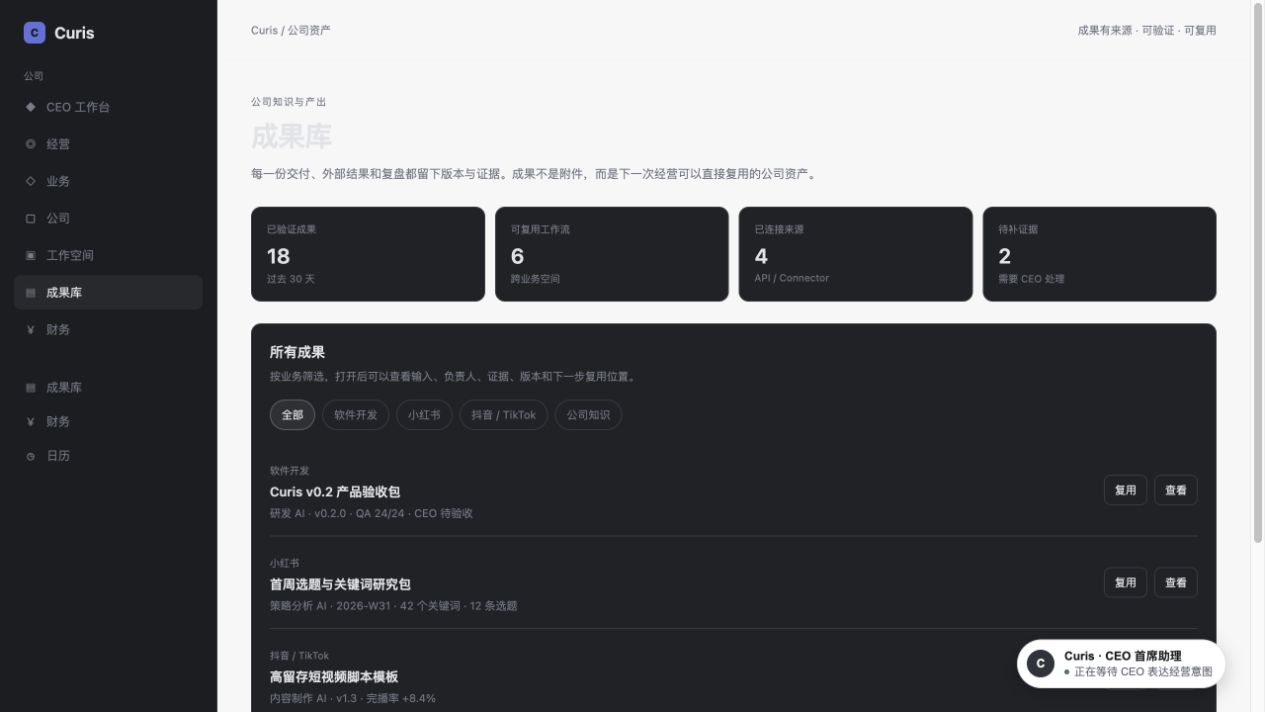 C Curis
公司
CEO 工作台
经营
业务
公司
工作空间
成果库
¥ 财务
成果库
¥ 财务
日历
Curis / 公司资产
成果有来源 · 可验证 · 可复用
公司知识与产出
成果库
每一份交付、外部结果和复盘都留下版本与证据。成果不是附件，而是下一次经营可以直接复用的公司资产。
已验证成果
18
过去 30 天
可复用工作流
6
跨业务空间
已连接来源
4
API / Connector
待补证据
2
需要 CEO 处理
所有成果
按业务筛选，打开后可以查看输入、负责人、证据、版本和下一步复用位置。
全部 软件开发 小红书 抖音 / TikTok 公司知识
软件开发
Curis v0.2 产品验收包
研发 AI · v0.2.0 · QA 24/24 · CEO 待验收
复用 查看
小红书
首周选题与关键词研究包
策略分析 AI · 2026-W31 · 42 个关键词 · 12 条选题
复用 查看
抖音 / TikTok
高留存短视频脚本模板
内容制作 AI · v1.3 · 完播率 +8.4%
C
Curis · CEO 首席助理
正在等待 CEO 表达经营意图